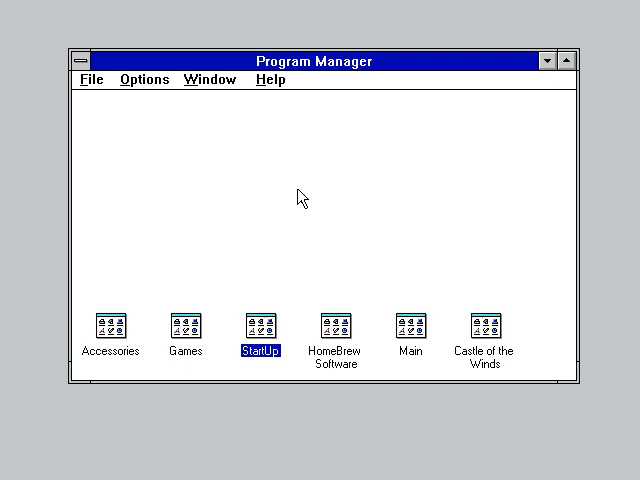 Program Manager
File Options Window Help
Accessories Games StartUp HomeBrew Software Main Castle of the Winds